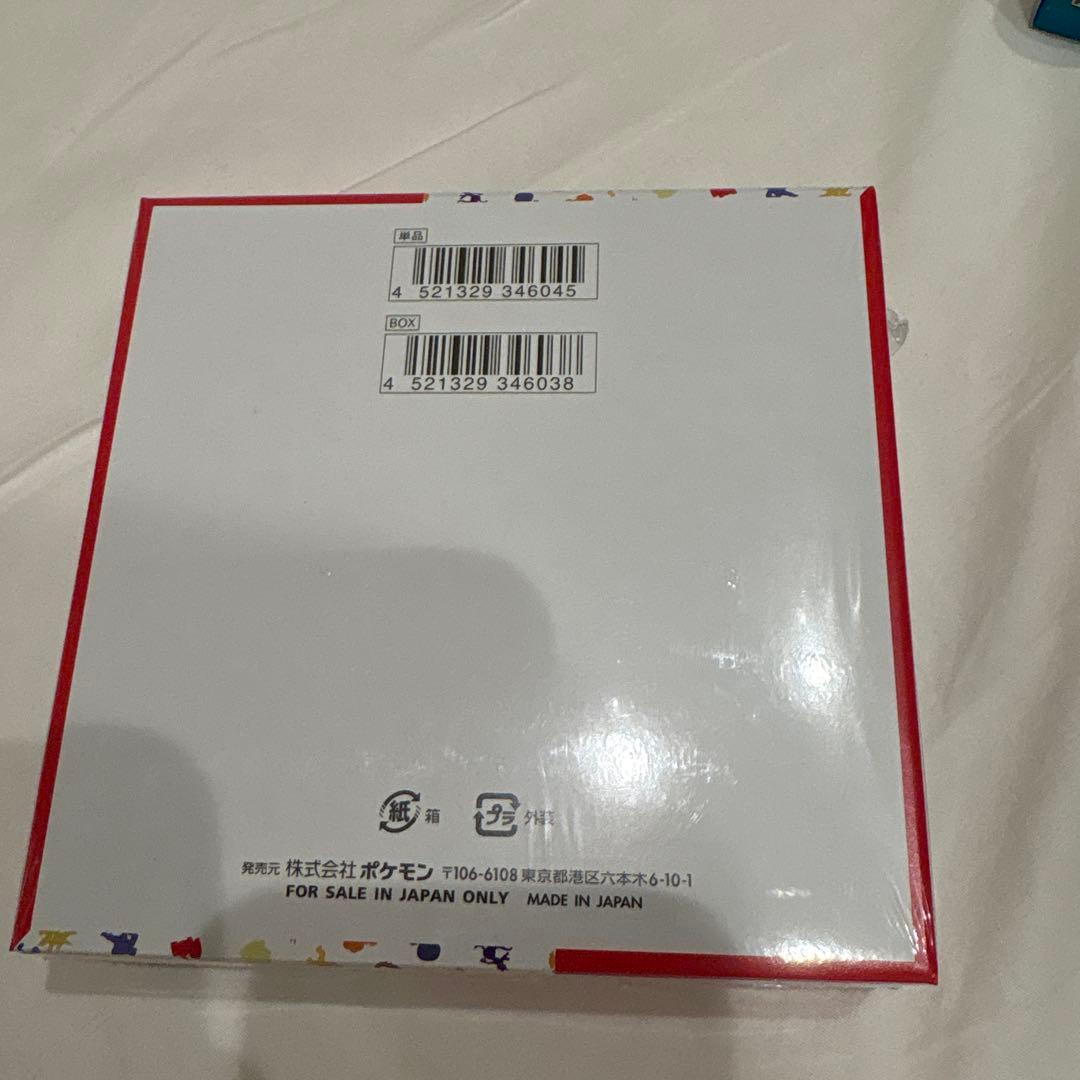 単品
4 521329 346045
BOX
4 521329 346038
紙 箱
プラ 外装
発売元 株式会社 ポケモン 〒106-6108 東京都港区六本木6-10-1
FOR SALE IN JAPAN ONLY MADE IN JAPAN